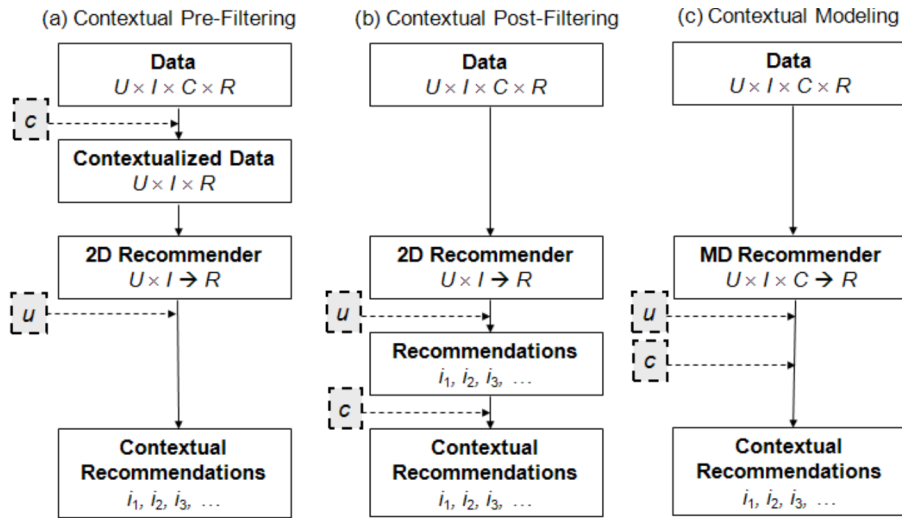 (a) Contextual Pre-Filtering
Data
U × I × C × R
c
Contextualized Data
U × I × R
2D Recommender
U × I → R
u
Contextual
Recommendations
i₁, i₂, i₃, …
(b) Contextual Post-Filtering
Data
U × I × C × R
2D Recommender
U × I → R
u
Recommendations
i₁, i₂, i₃, …
c
Contextual
Recommendations
i₁, i₂, i₃, …
(c) Contextual Modeling
Data
U × I × C × R
MD Recommender
U × I × C → R
u
c
Contextual
Recommendations
i₁, i₂, i₃, …